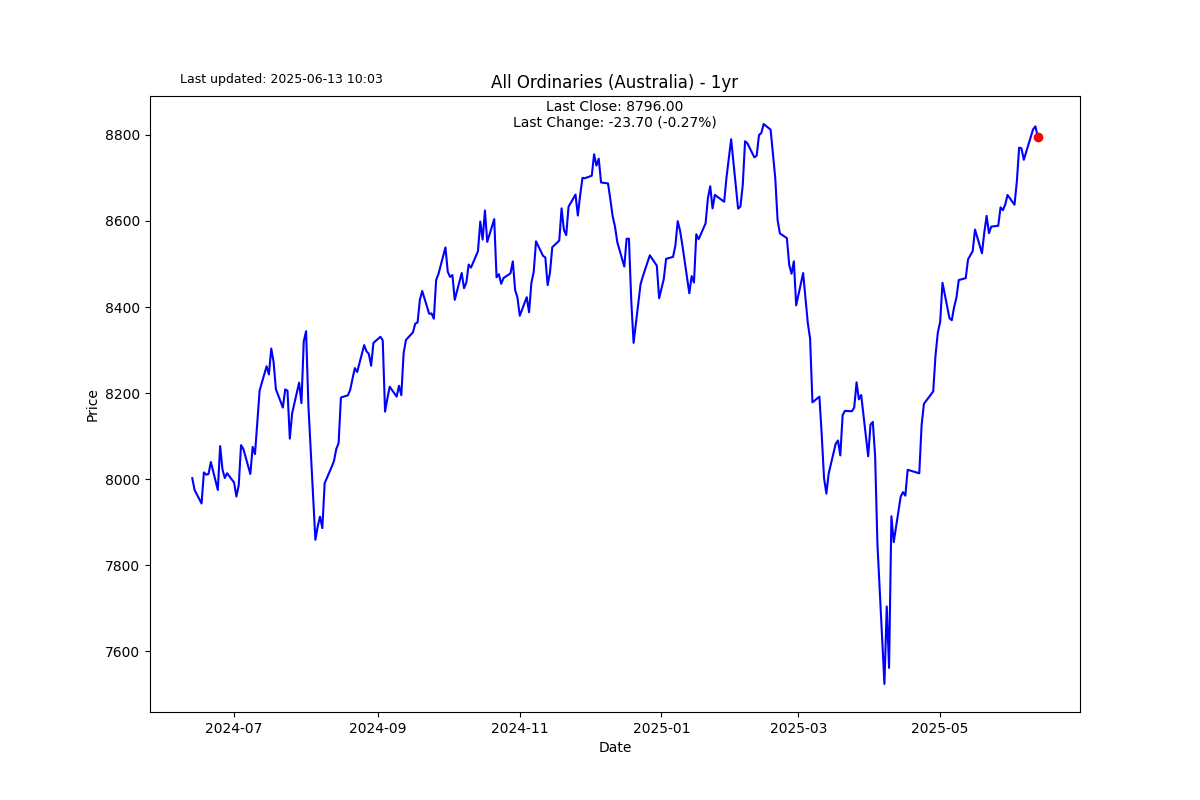 Last updated: 2025-06-13 10:03
All Ordinaries (Australia) - 1yr
Last Close: 8796.00
Last Change: -23.70 (-0.27%)
8800
8600
8400
8200
8000
7800
7600
Price
2024-07
2024-09
2024-11
2025-01
2025-03
2025-05
Date